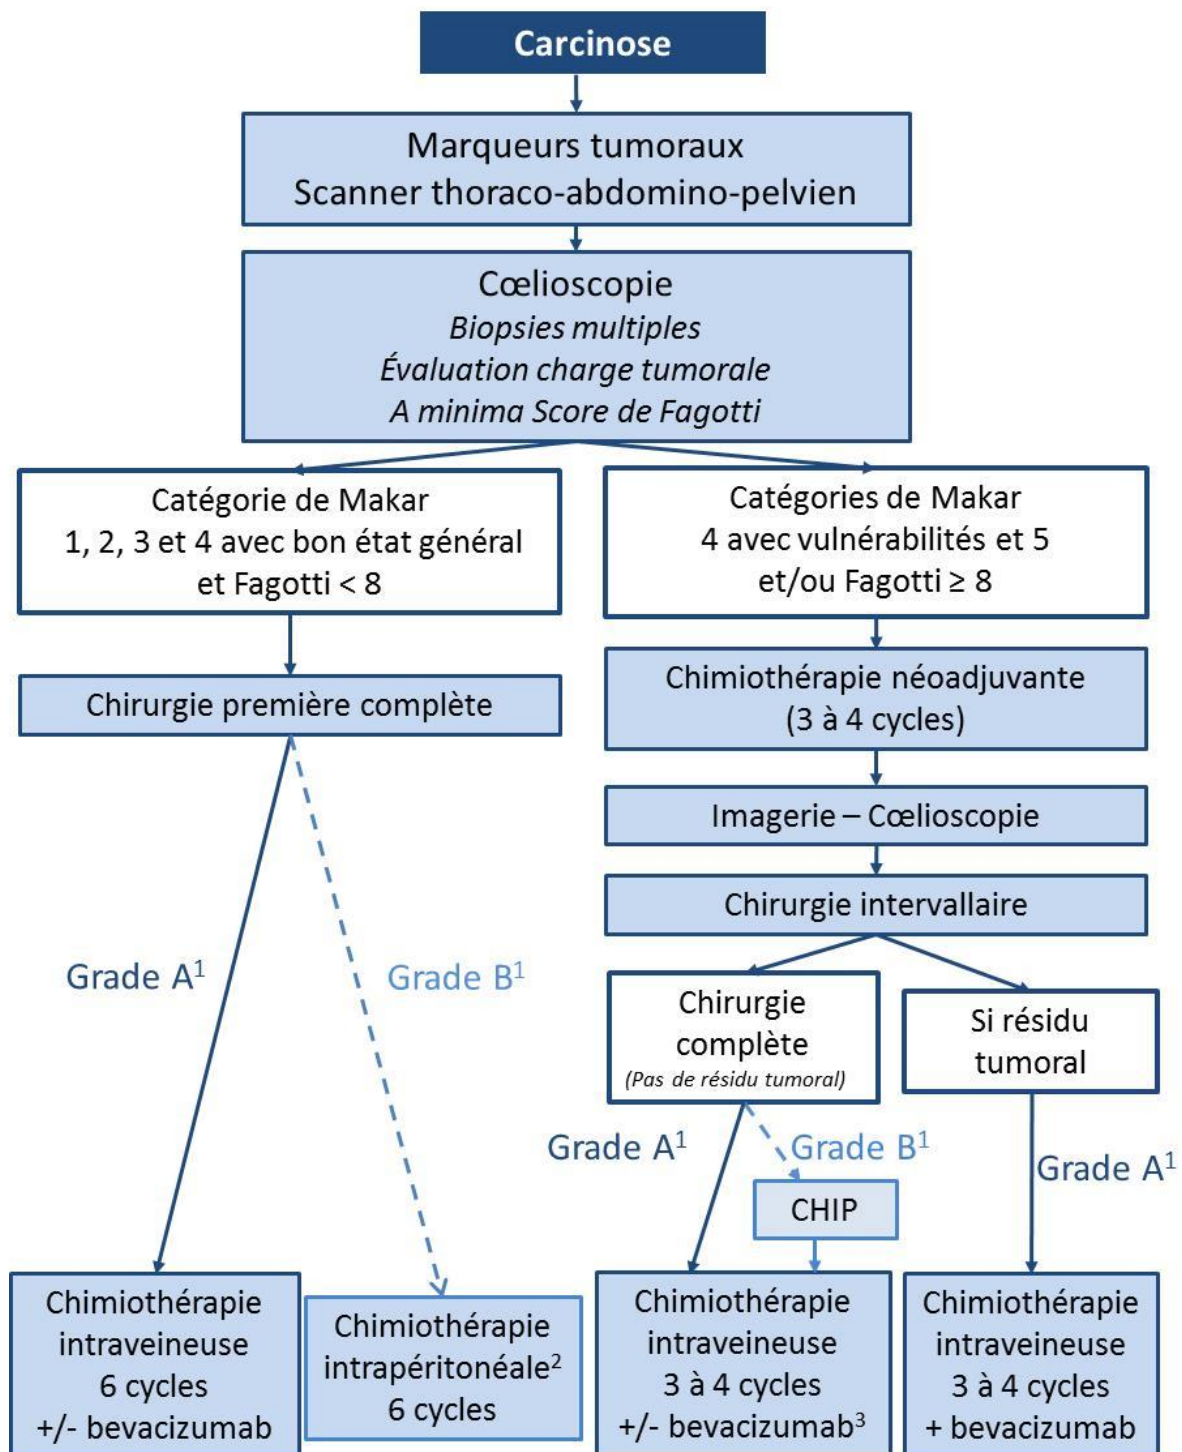 Carcinose
Marqueurs tumoraux
Scanner thoraco-abdomino-pelvien
Cœlioscopie
Biopsies multiples
Évaluation charge tumorale
A minima Score de Fagotti
Catégorie de Makar
1, 2, 3 et 4 avec bon état général
et Fagotti < 8
Catégories de Makar
4 avec vulnérabilités et 5
et/ou Fagotti ≥ 8
Chirurgie première complète
Chimiothérapie néoadjuvante
(3 à 4 cycles)
Imagerie – Cœlioscopie
Chirurgie intervallaire
Grade A¹
Grade B¹
Chirurgie
complète
(Pas de résidu tumoral)
Si résidu
tumoral
Grade A¹
Grade B¹
Grade A¹
CHIP
Chimiothérapie
intraveineuse
6 cycles
+/- bevacizumab
Chimiothérapie
intrapéritonéale²
6 cycles
Chimiothérapie
intraveineuse
3 à 4 cycles
+/- bevacizumab³
Chimiothérapie
intraveineuse
3 à 4 cycles
+ bevacizumab